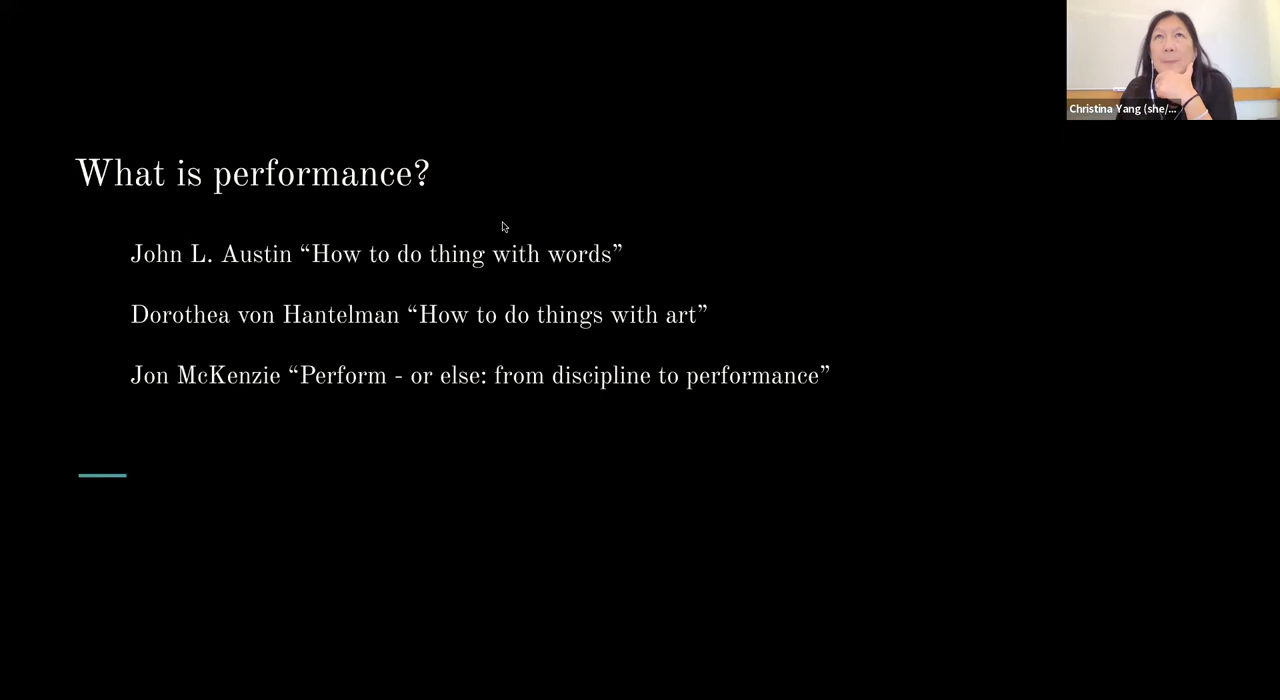 Christina Yang (she/...
What is performance?
John L. Austin “How to do thing with words”
Dorothea von Hantelman “How to do things with art”
Jon McKenzie “Perform - or else: from discipline to performance”